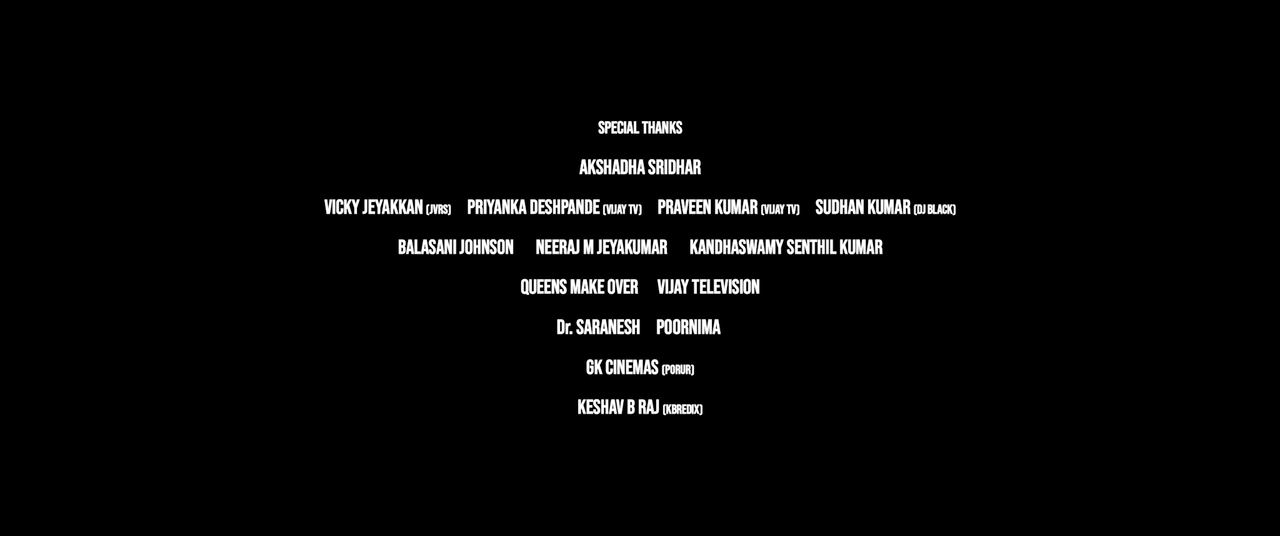 SPECIAL THANKS
AKSHADHA SRIDHAR
VICKY JEYAKKAN (JVRS) PRIYANKA DESHPANDE (VIJAY TV) PRAVEEN KUMAR (VIJAY TV) SUDHAN KUMAR (DJ BLACK)
BALASANI JOHNSON NEERAJ M JEYAKUMAR KANDHASWAMY SENTHIL KUMAR
QUEENS MAKE OVER VIJAY TELEVISION
Dr. SARANESH POORNIMA
GK CINEMAS (PORUR)
KESHAV B RAJ (KBREDIX)